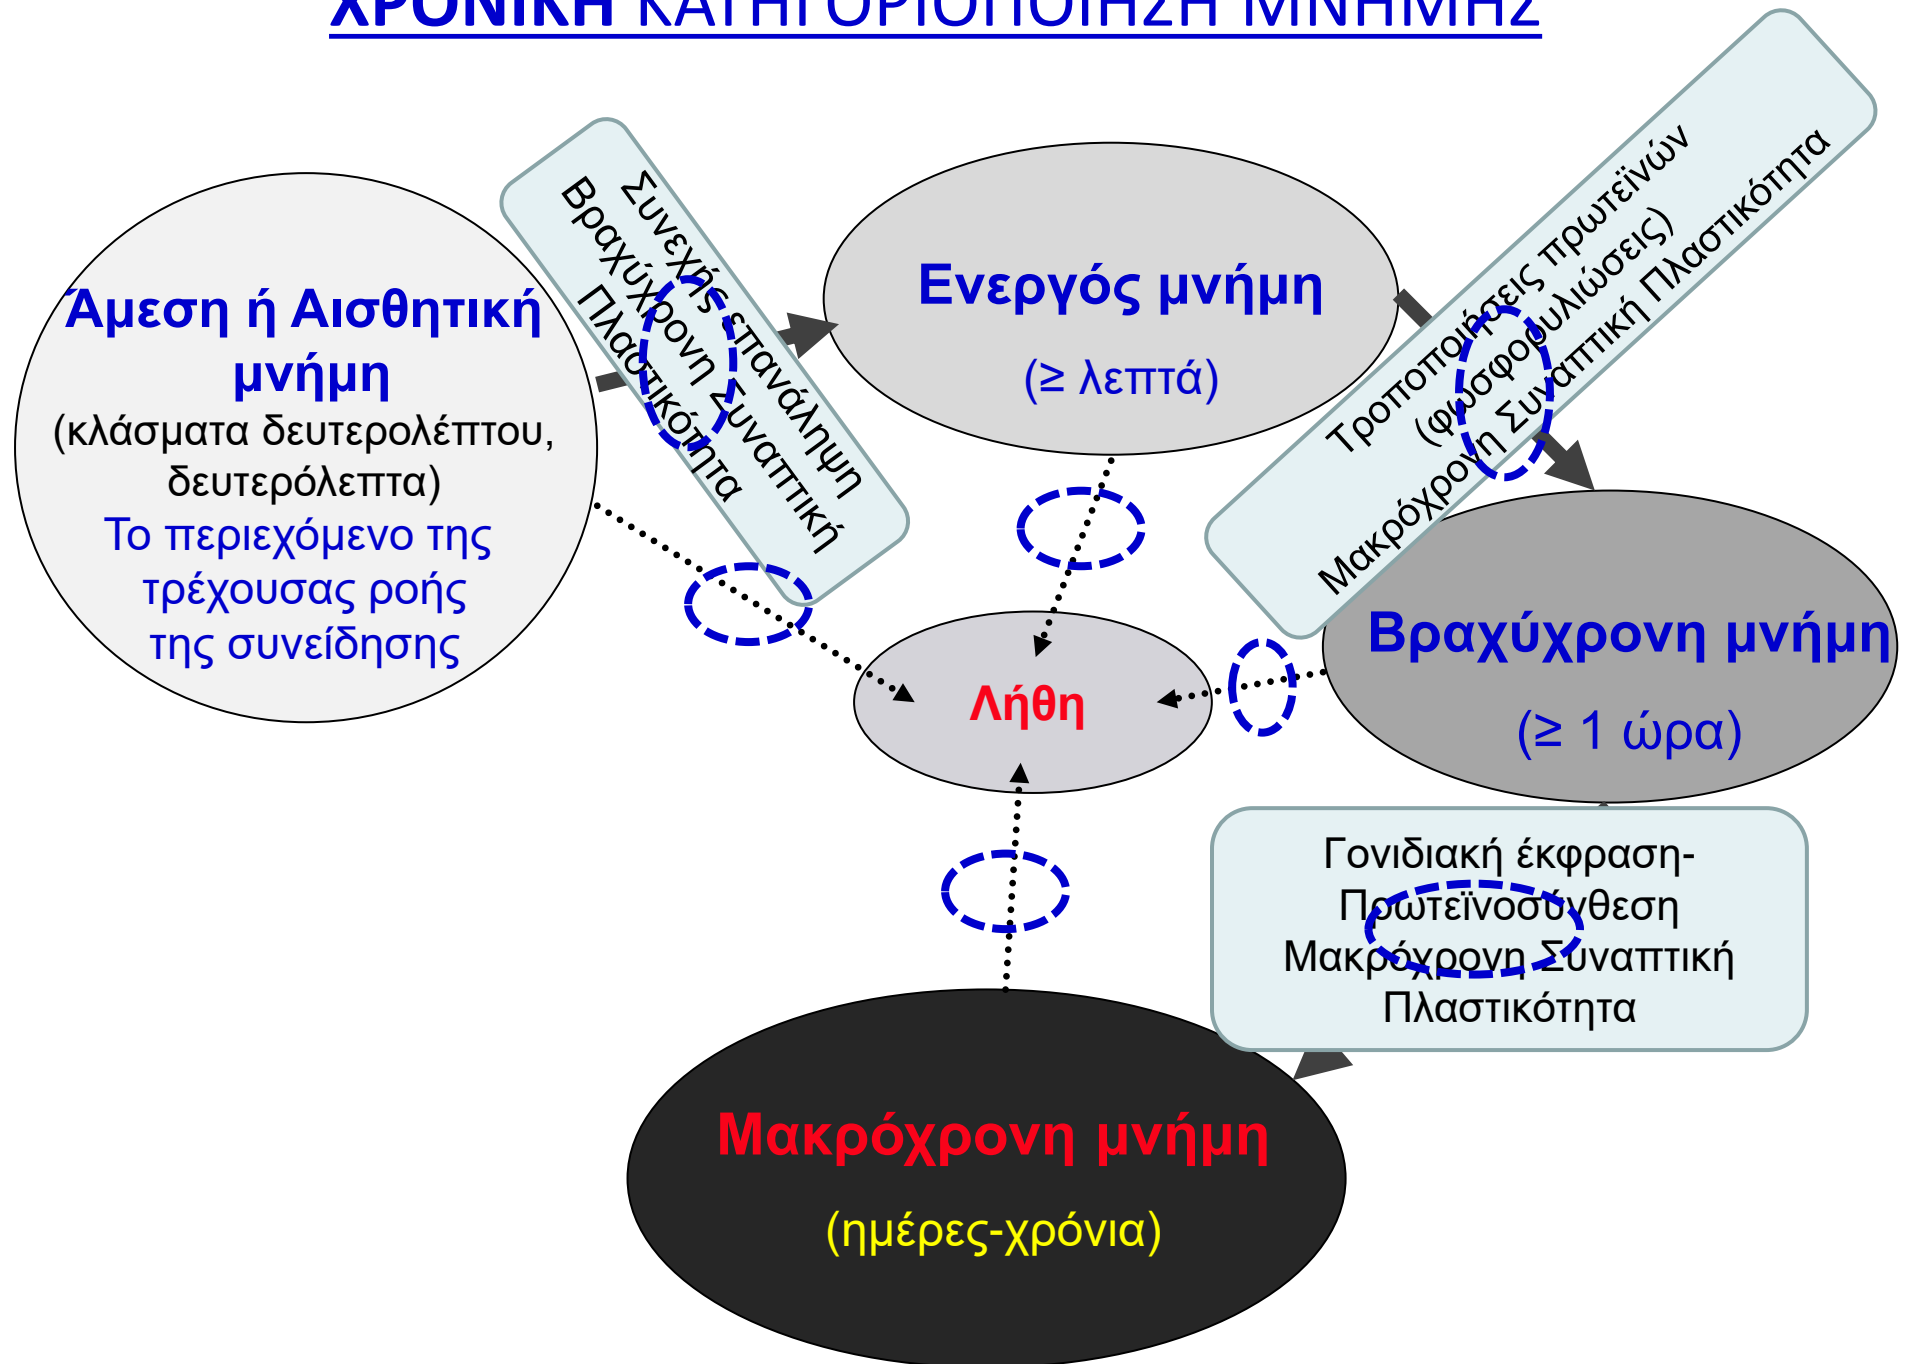 ΧΡΟΝΙΚΗ ΚΑΤΗΓΟΡΙΟΠΟΙΗΣΗ ΜΝΗΜΗΣ
Άμεση ή Αισθητική
μνήμη
(κλάσματα δευτερολέπτου,
δευτερόλεπτα)
Το περιεχόμενο της
τρέχουσας ροής
της συνείδησης
Συνεχής επανάληψη
Βραχύχρονη Συναπτική
Πλαστικότητα
Ενεργός μνήμη
(≥ λεπτά)
Τροποποιήσεις πρωτεϊνών
(φωσφορυλιώσεις)
Μακρόχρονη Συναπτική Πλαστικότητα
Βραχύχρονη μνήμη
(≥ 1 ώρα)
Λήθη
Γονιδιακή έκφραση-
Πρωτεϊνοσύνθεση
Μακρόχρονη Συναπτική
Πλαστικότητα
Μακρόχρονη μνήμη
(ημέρες-χρόνια)